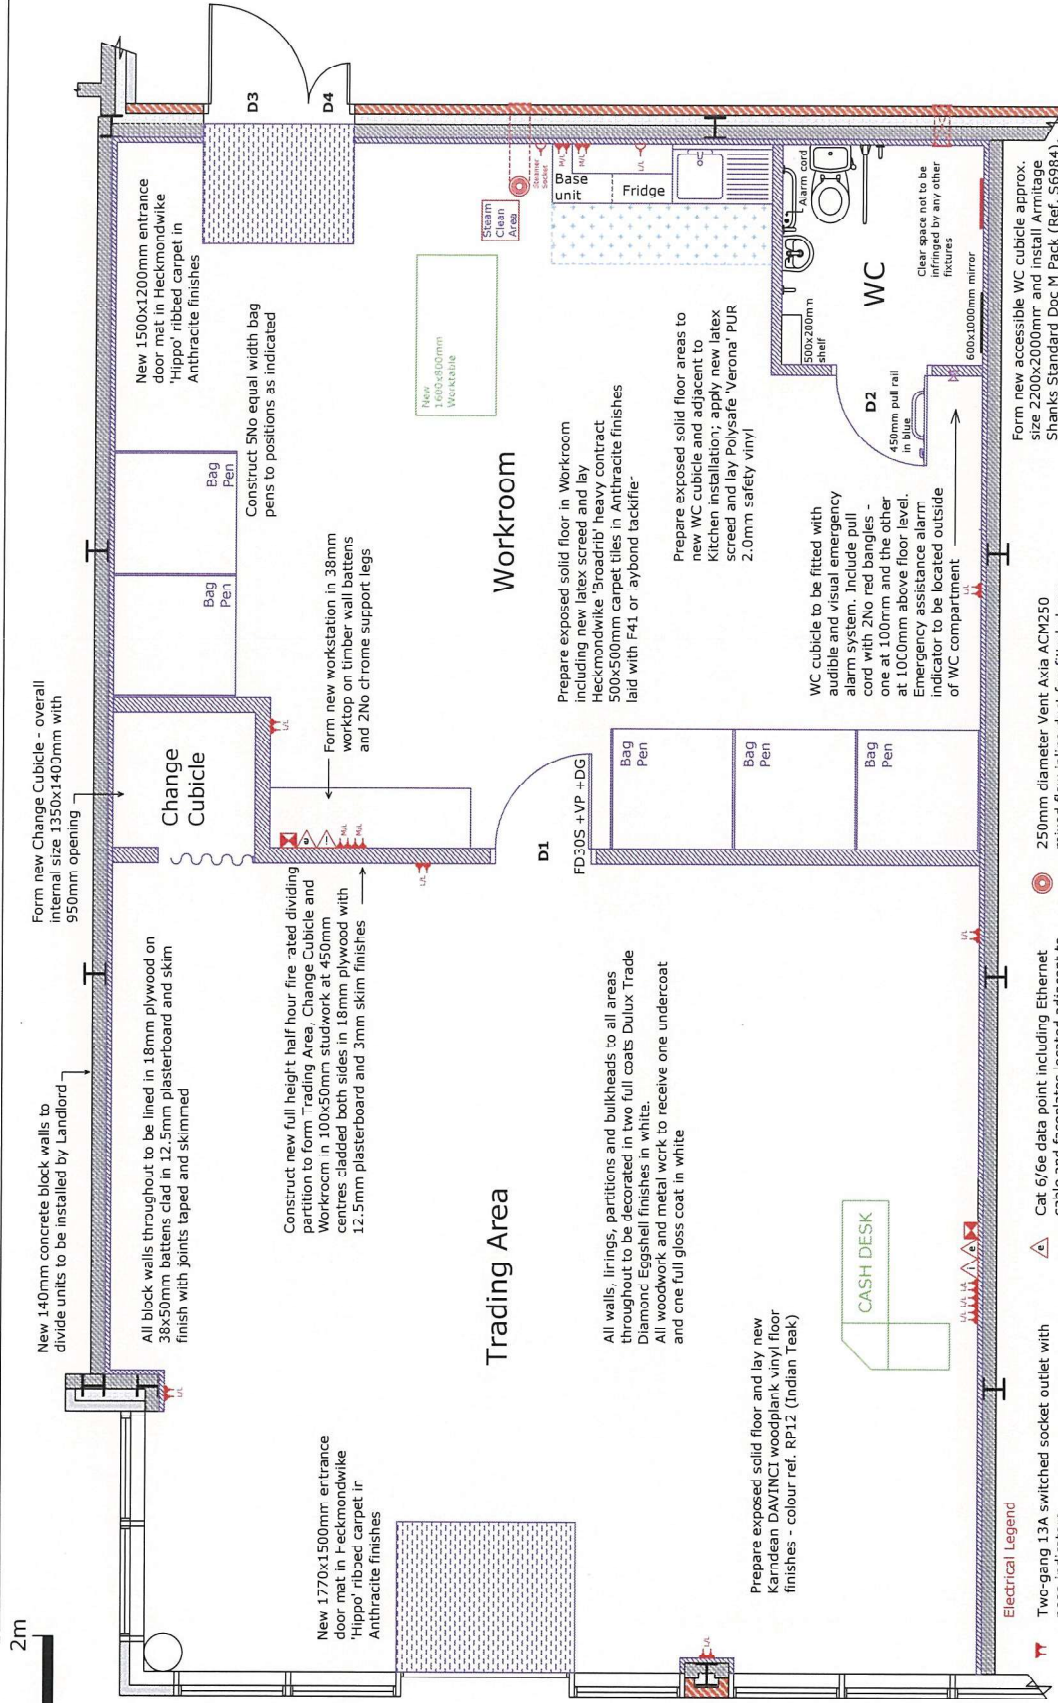 2m
New 140mm concrete block walls to
divide units to be installed by Landlord
Form new Change Cubicle - overall
internal size 1350x1400mm with
950mm opening
All block walls throughout to be lined in 18mm plywood on
38x50mm battens clad in 12.5mm plasterboard and skim
finish with joints taped and skimmed
Change
Cubicle
Bag
Pen
Bag
Pen
New 1500x1200mm entrance
door mat in Heckmondwike
'Hippo' ribbed carpet in
Anthracite finishes
D3
D4
Construct 5No equal width bag
pens to positions as indicated
Construct new full height half hour fire rated dividing
partition to form Trading Area, Change Cubicle and
Workroom in 100x50mm studwork at 450mm
centres cladded both sides in 18mm plywood with
12.5mm plasterboard and 3mm skim finishes
Form new workstation in 38mm
worktop on timber wall battens
and 2No chrome support legs
New 1770x1500mm entrance
door mat in Heckmondwike
'Hippo' ribbed carpet in
Anthracite finishes
Trading Area
Workroom
New
1600x800mm
Worktable
Steam
Clean
Area
Steamer
Socket
Base
unit
Fridge
M/L
M/L
L/L
D1
FD30S +VP +DG
Prepare exposed solid floor in Workroom
including new latex screed and lay
Heckmondwike 'Broadrib' heavy contract
500x500mm carpet tiles in Anthracite finishes
laid with F41 or aybond tackifie-
All walls, linings, partitions and bulkheads to all areas
throughout to be decorated in two full coats Dulux Trade
Diamond Eggshell finishes in white.
All woodwork and metal work to receive one undercoat
and one full gloss coat in white
Bag
Pen
Bag
Pen
Bag
Pen
Prepare exposed solid floor areas to
new WC cubicle and adjacent to
Kitchen installation; apply new latex
screed and lay Polysafe 'Verona' PUR
2.0mm safety vinyl
Prepare exposed solid floor and lay new
Karndean DAVINCI woodplank vinyl floor
finishes - colour ref. RP12 (Indian Teak)
CASH DESK
WC cubicle to be fitted with
audible and visual emergency
alarm system. Include pull
cord with 2No red bangles -
one at 100mm and the other
at 1000mm above floor level.
Emergency assistance alarm
indicator to be located outside
of WC compartment
Alarm cord
500x200mm
shelf
WC
D2
450mm pull rail
in blue
Clear space not to be
infringed by any other
fixtures
600x1000mm mirror
L/L
L/L
L/L
L/L
L/L
M/L
M/L
Form new accessible WC cubicle approx.
size 2200x2000mm and install Armitage
Shanks Standard Doc M Pack (Ref. S6984).
Electrical Legend
Two-gang 13A switched socket outlet with
e
Cat 6/6e data point including Ethernet
250mm diameter Vent Axia ACM250